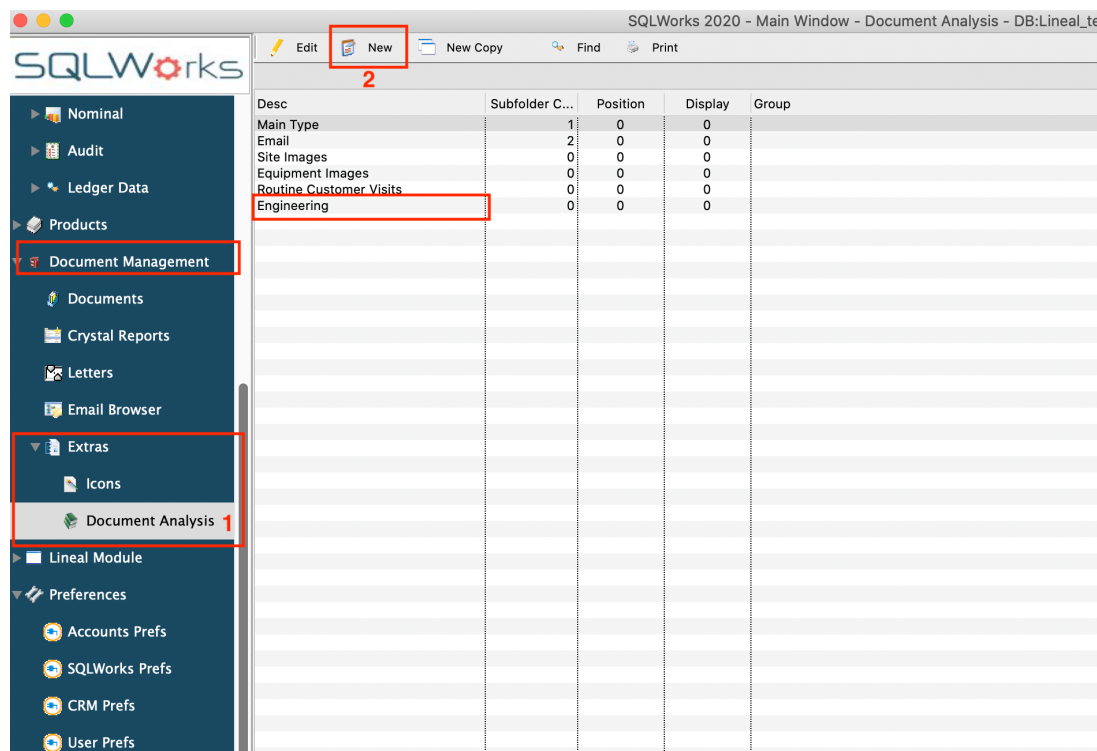 SQLWorks 2020 - Main Window - Document Analysis - DB:Lineal_te
SQLWorks
Edit New New Copy Find Print
2
Desc Subfolder C... Position Display Group
Main Type 1 0 0
Email 2 0 0
Site Images 0 0 0
Equipment Images 0 0 0
Routine Customer Visits 0 0 0
Engineering 0 0 0
Nominal
Audit
Ledger Data
Products
Document Management
Documents
Crystal Reports
Letters
Email Browser
Extras
Icons
Document Analysis 1
Lineal Module
Preferences
Accounts Prefs
SQLWorks Prefs
CRM Prefs
User Prefs